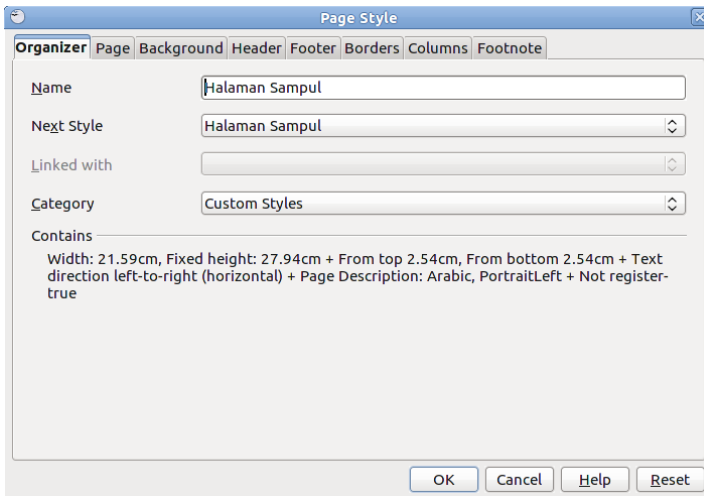 Page Style
Organizer Page Background Header Footer Borders Columns Footnote
Name Halaman Sampul
Next Style Halaman Sampul
Linked with
Category Custom Styles
Contains
Width: 21.59cm, Fixed height: 27.94cm + From top 2.54cm, From bottom 2.54cm + Text
direction left-to-right (horizontal) + Page Description: Arabic, PortraitLeft + Not register-
true
OK Cancel Help Reset